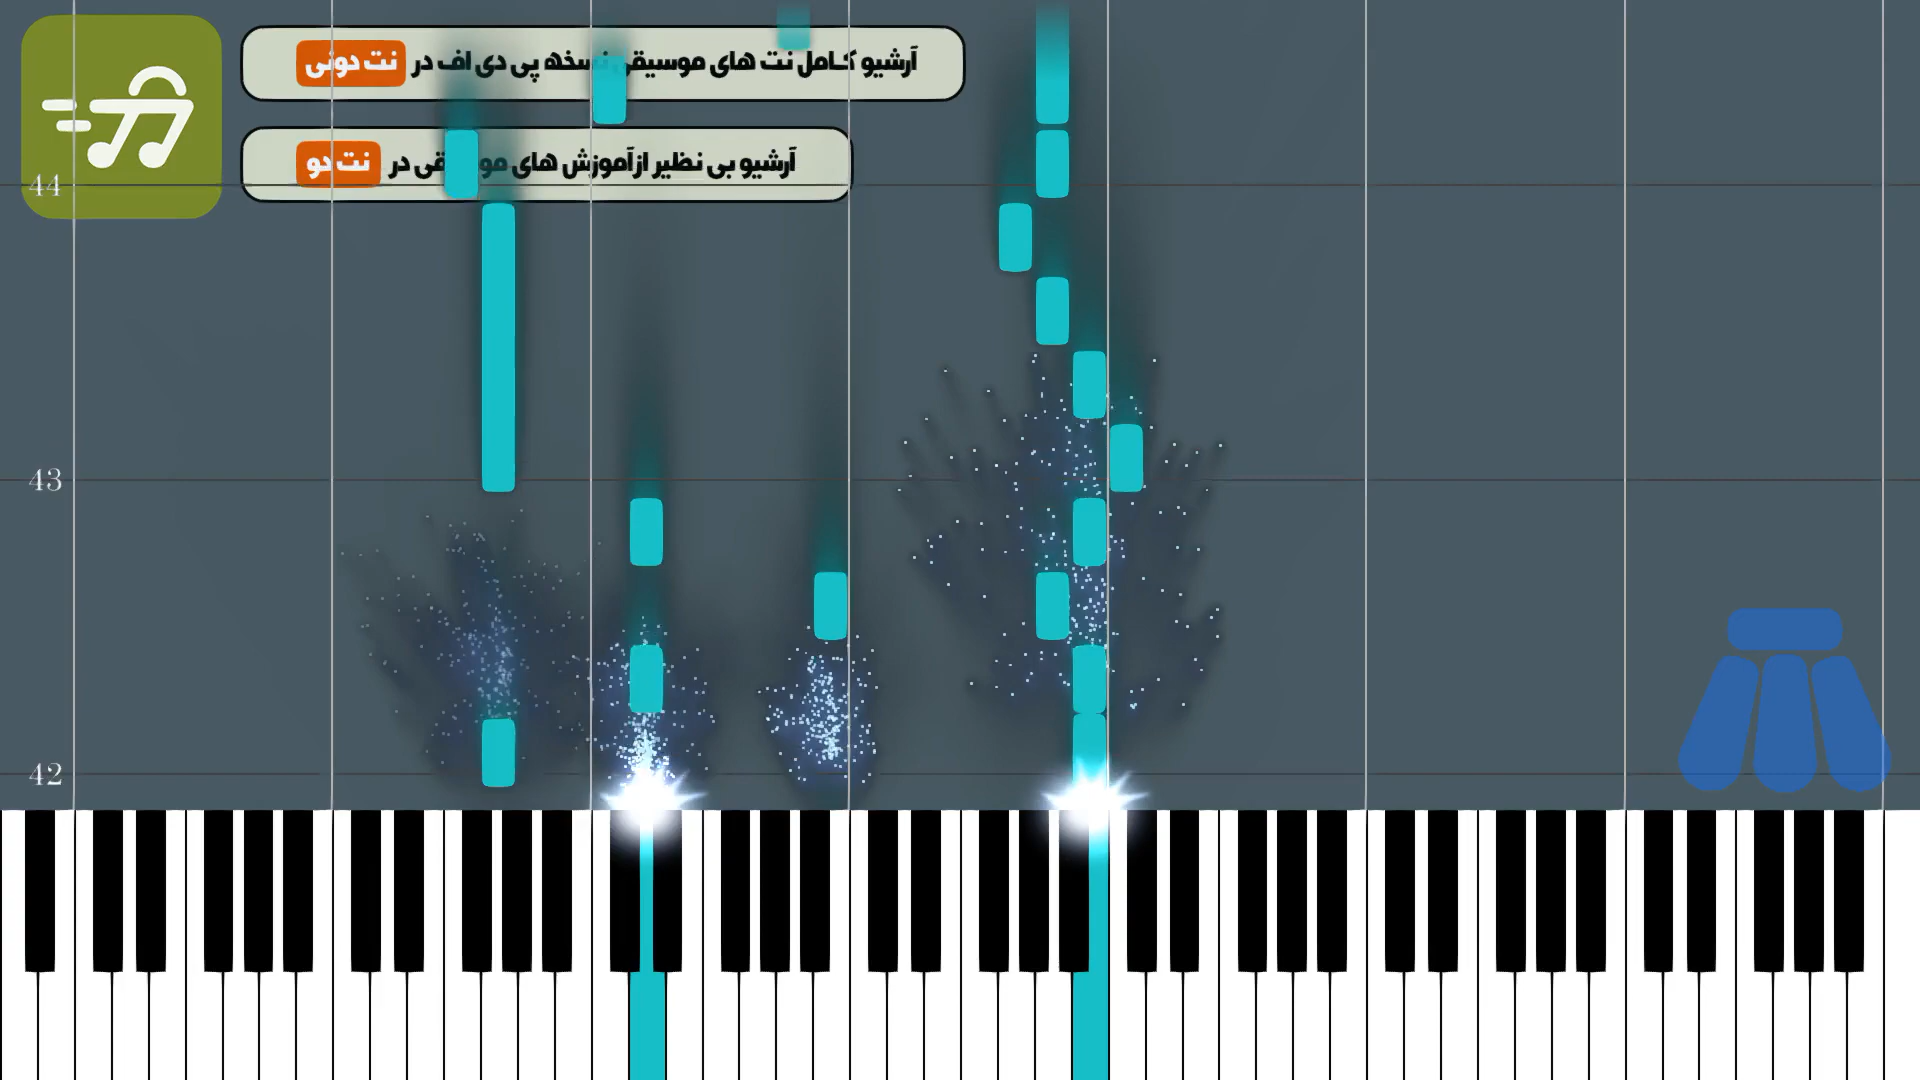 آرشیو کامل نت های موسیقی نسخه پی دی اف در نت دونی
آرشیو بی نظیر از آموزش های موسیقی در نت دو
44
43
42